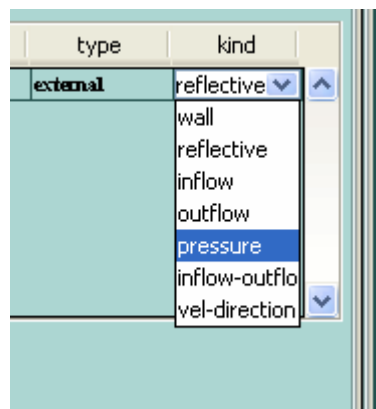 type kind
external reflective
wall
reflective
inflow
outflow
pressure
inflow-outflo
vel-direction